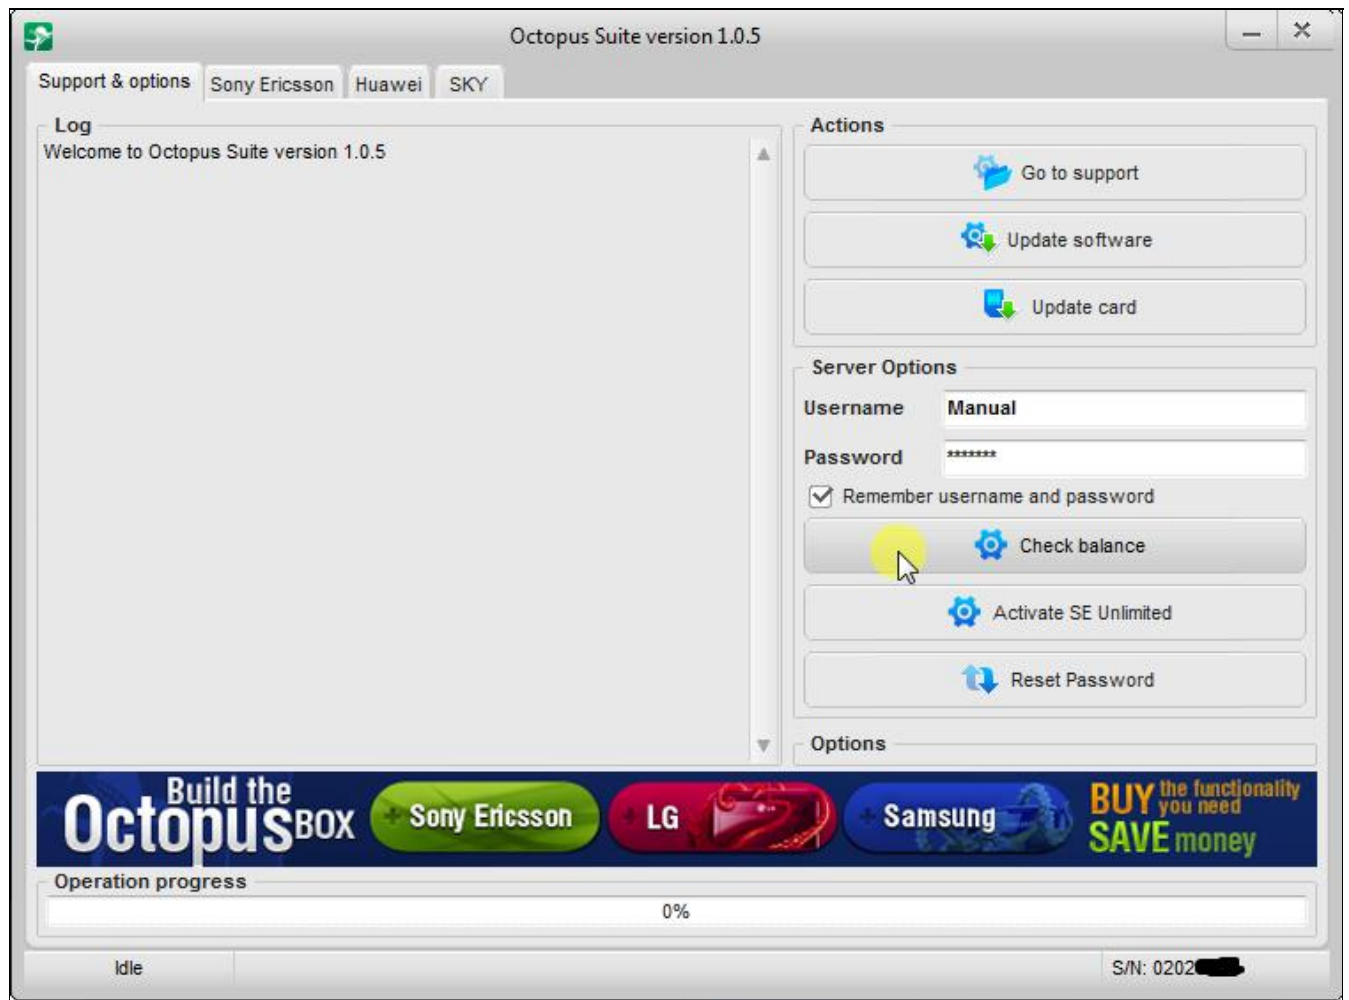 Octopus Suite version 1.0.5
Support & options
Sony Ericsson
Huawei
SKY
Log
Welcome to Octopus Suite version 1.0.5
Actions
Go to support
Update software
Update card
Server Options
Username
Manual
Password
*******
Remember username and password
Check balance
Activate SE Unlimited
Reset Password
Options
Build the
Octopus BOX
+ Sony Ericsson
+ LG
+ Samsung
BUY the functionality
you need
SAVE money
Operation progress
0%
Idle
S/N: 0202